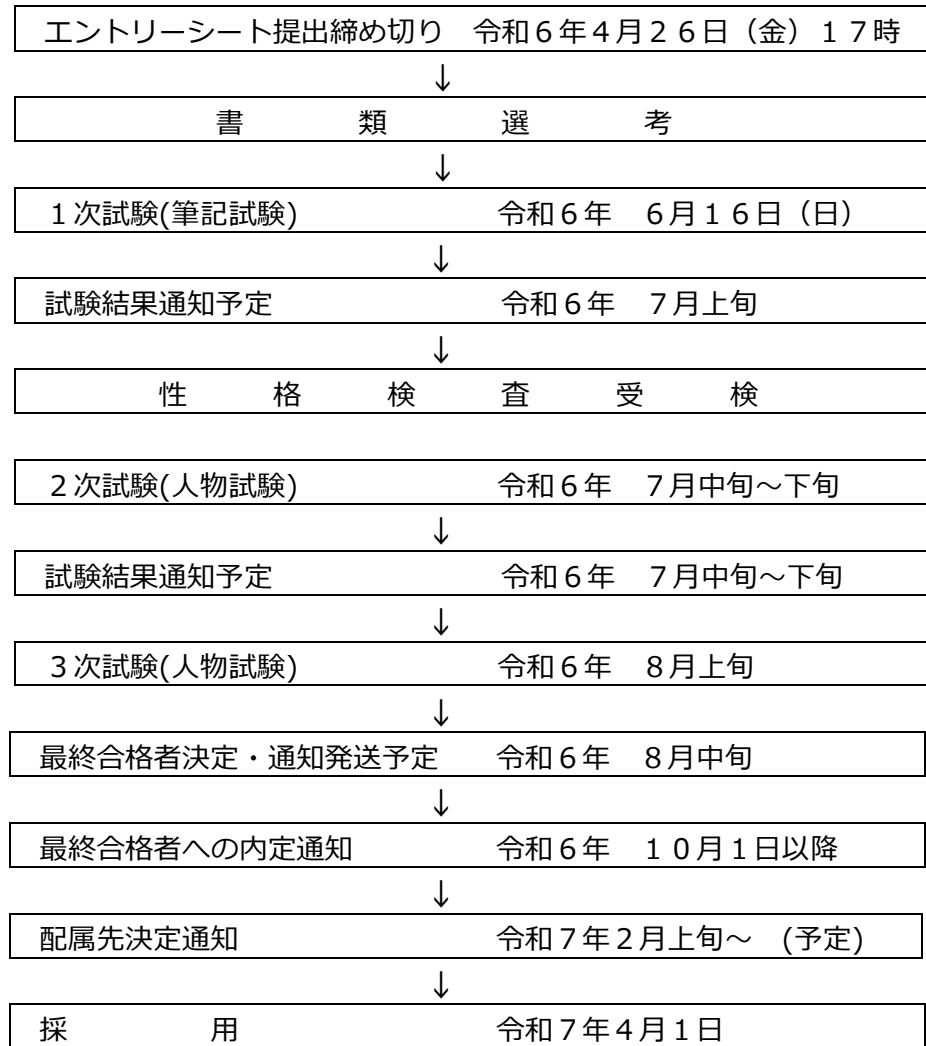 エントリーシート提出締め切り　令和６年４月２６日（金）１７時
↓
書　　類　　選　　考
↓
１次試験(筆記試験)　　令和６年　６月１６日（日）
↓
試験結果通知予定　　令和６年　７月上旬
↓
性　格　検　査　受　検
２次試験(人物試験)　　令和６年　７月中旬～下旬
↓
試験結果通知予定　　令和６年　７月中旬～下旬
↓
３次試験(人物試験)　　令和６年　８月上旬
↓
最終合格者決定・通知発送予定　　令和６年　８月中旬
↓
最終合格者への内定通知　　令和６年　１０月１日以降
↓
配属先決定通知　　令和７年２月上旬～　(予定)
↓
採　　用　　令和７年４月１日